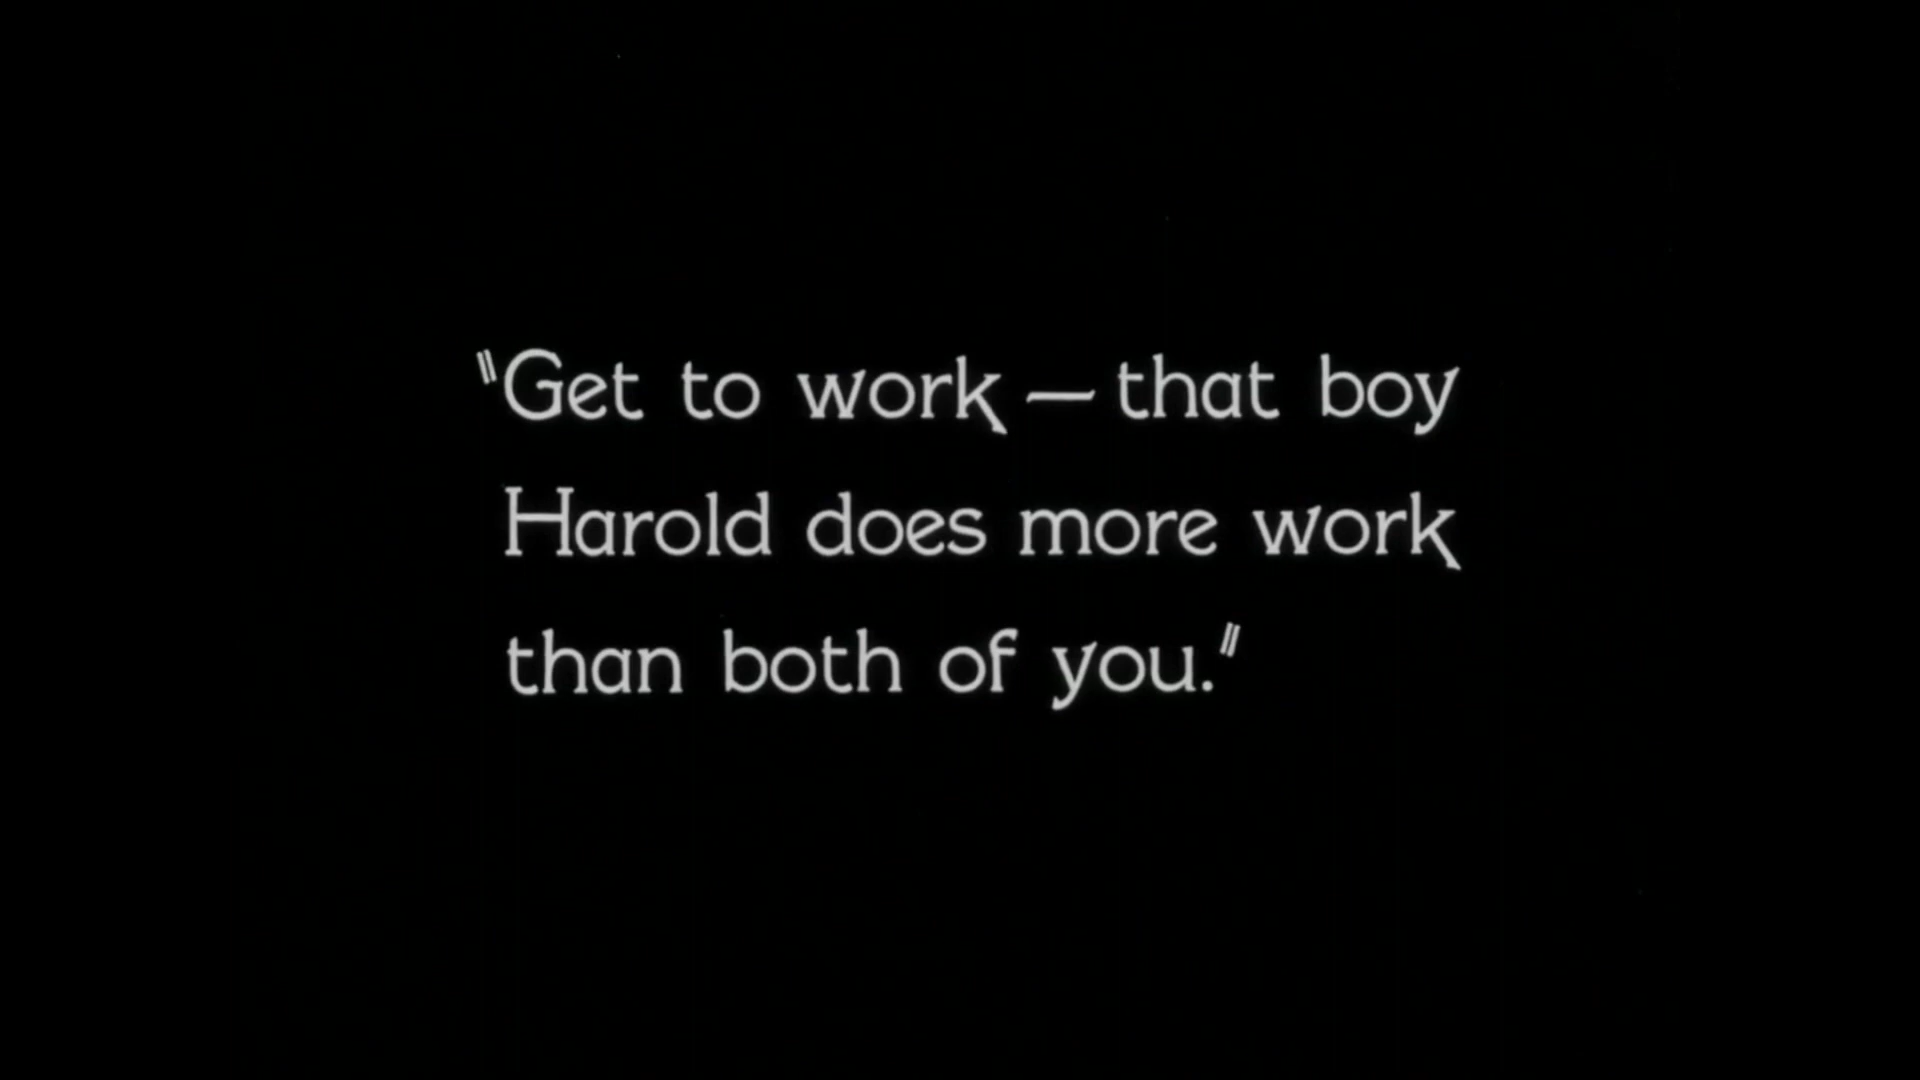 "Get to work — that boy
Harold does more work
than both of you."